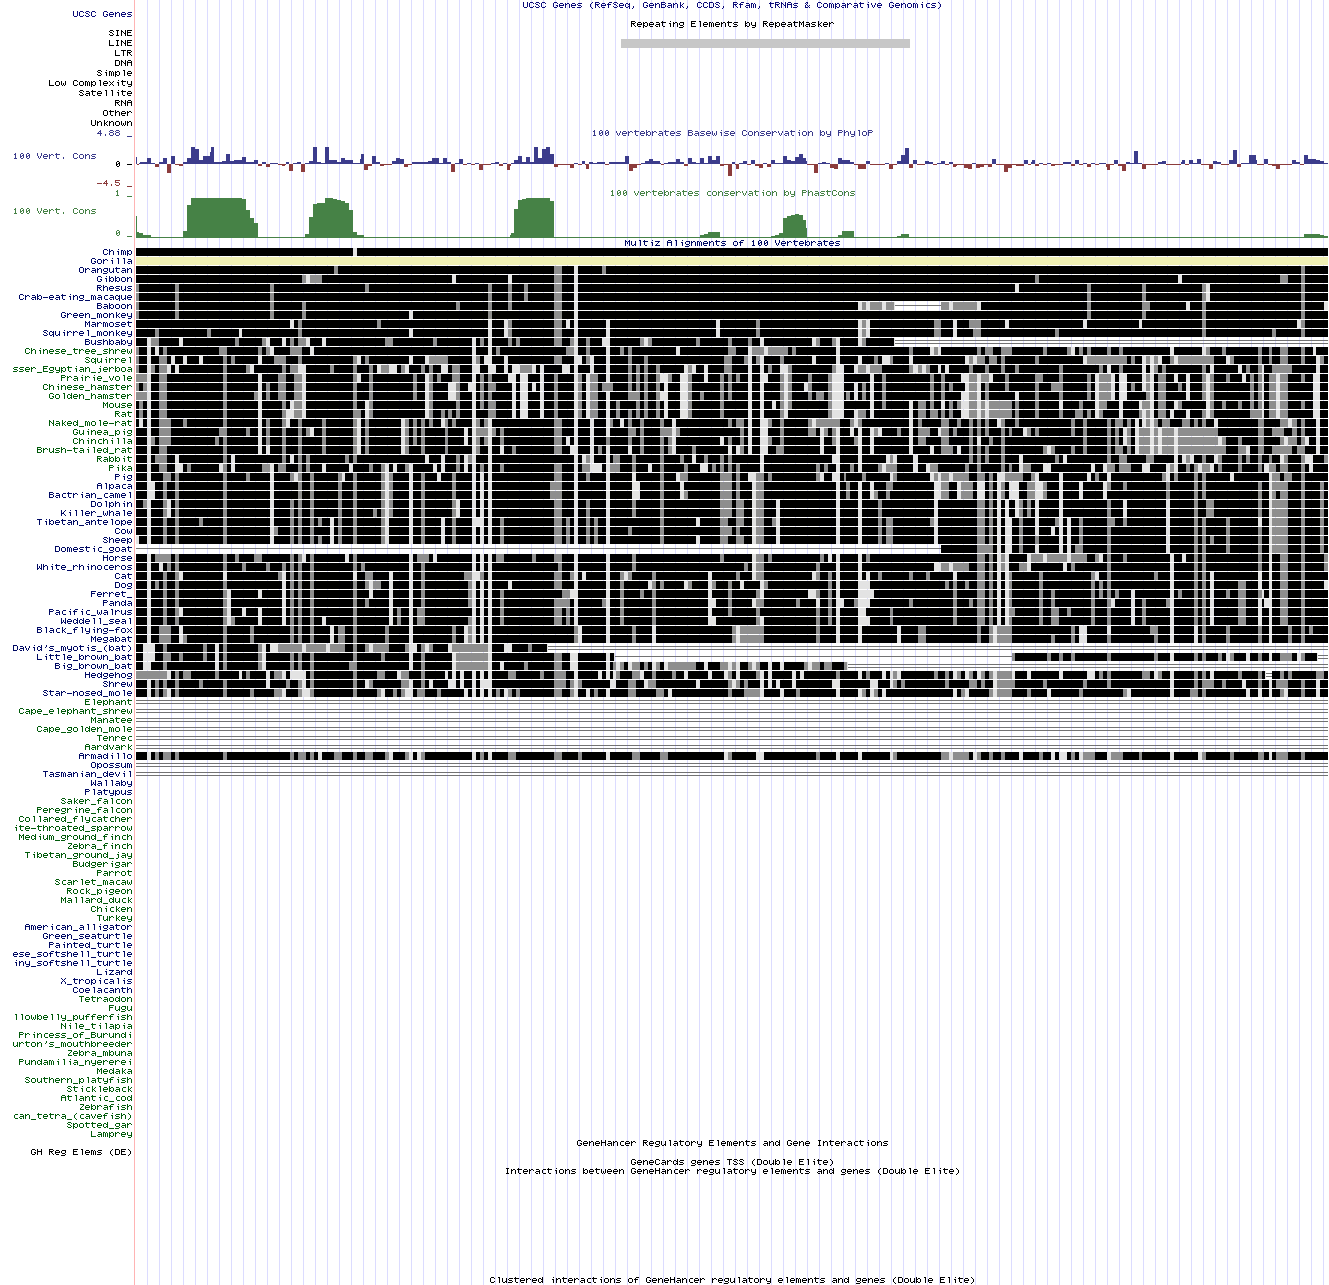 UCSC Genes (RefSeq, GenBank, CCDS, Rfam, tRNAs & Comparative Genomics)
UCSC Genes
Repeating Elements by RepeatMasker
SINE
LINE
LTR
DNA
Simple
Low Complexity
Satellite
RNA
Other
Unknown
4.88 _
100 vertebrates Basewise Conservation by PhyloP
100 Vert. Cons
0 -
-4.5 _
1 _
100 vertebrates conservation by PhastCons
100 Vert. Cons
0 _
Multiz Alignments of 100 Vertebrates
Chimp
Gorilla
Orangutan
Gibbon
Rhesus
Crab-eating_macaque
Baboon
Green_monkey
Marmoset
Squirrel_monkey
Bushbaby
Chinese_tree_shrew
Squirrel
sser_Egyptian_jerboa
Prairie_vole
Chinese_hamster
Golden_hamster
Mouse
Rat
Naked_mole-rat
Guinea_pig
Chinchilla
Brush-tailed_rat
Rabbit
Pika
Pig
Alpaca
Bactrian_camel
Dolphin
Killer_whale
Tibetan_antelope
Cow
Sheep
Domestic_goat
Horse
White_rhinoceros
Cat
Dog
Ferret_
Panda
Pacific_walrus
Weddell_seal
Black_flying-fox
Megabat
David's_myotis_(bat)
Little_brown_bat
Big_brown_bat
Hedgehog
Shrew
Star-nosed_mole
Elephant
Cape_elephant_shrew
Manatee
Cape_golden_mole
Tenrec
Aardvark
Armadillo
Opossum
Tasmanian_devil
Wallaby
Platypus
Saker_falcon
Peregrine_falcon
Collared_flycatcher
ite-throated_sparrow
Medium_ground_finch
Zebra_finch
Tibetan_ground_jay
Budgerigar
Parrot
Scarlet_macaw
Rock_pigeon
Mallard_duck
Chicken
Turkey
American_alligator
Green_seaturtle
Painted_turtle
ese_softshell_turtle
iny_softshell_turtle
Lizard
X_tropicalis
Coelacanth
Tetraodon
Fugu
llowbelly_pufferfish
Nile_tilapia
Princess_of_Burundi
urton's_mouthbreeder
Zebra_mbuna
Pundamilia_nyererei
Medaka
Southern_platyfish
Stickleback
Atlantic_cod
Zebrafish
can_tetra_(cavefish)
Spotted_gar
Lamprey
GeneHancer Regulatory Elements and Gene Interactions
GH Reg Elems (DE)
GeneCards genes TSS (Double Elite)
Interactions between GeneHancer regulatory elements and genes (Double Elite)
Clustered interactions of GeneHancer regulatory elements and genes (Double Elite)